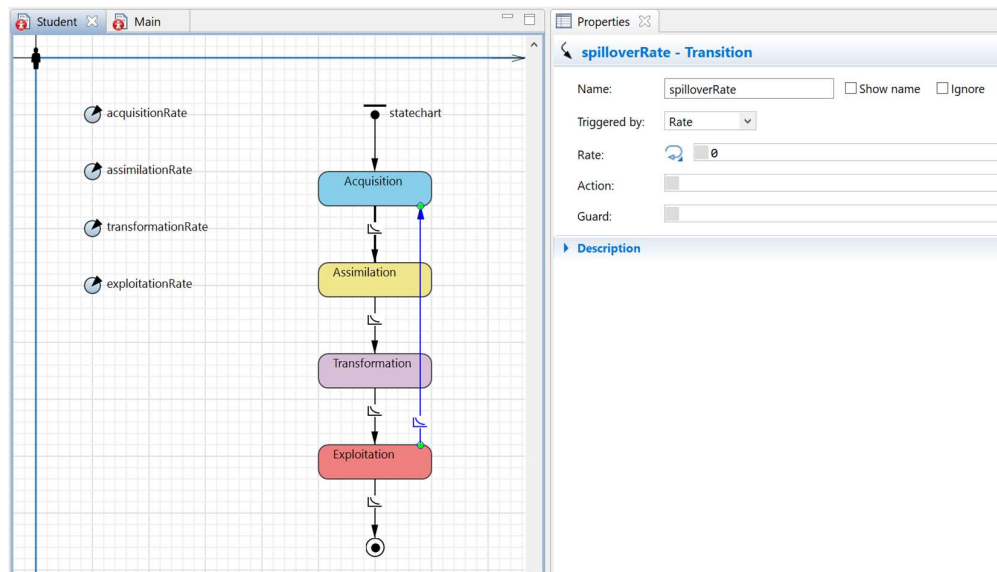 Student
Main
acquisitionRate
statechart
Acquisition
assimilationRate
transformationRate
Assimilation
exploitationRate
Transformation
Exploitation
Properties
spilloverRate - Transition
Name:
spilloverRate
Show name
Ignore
Triggered by:
Rate
Rate:
0
Action:
Guard:
Description